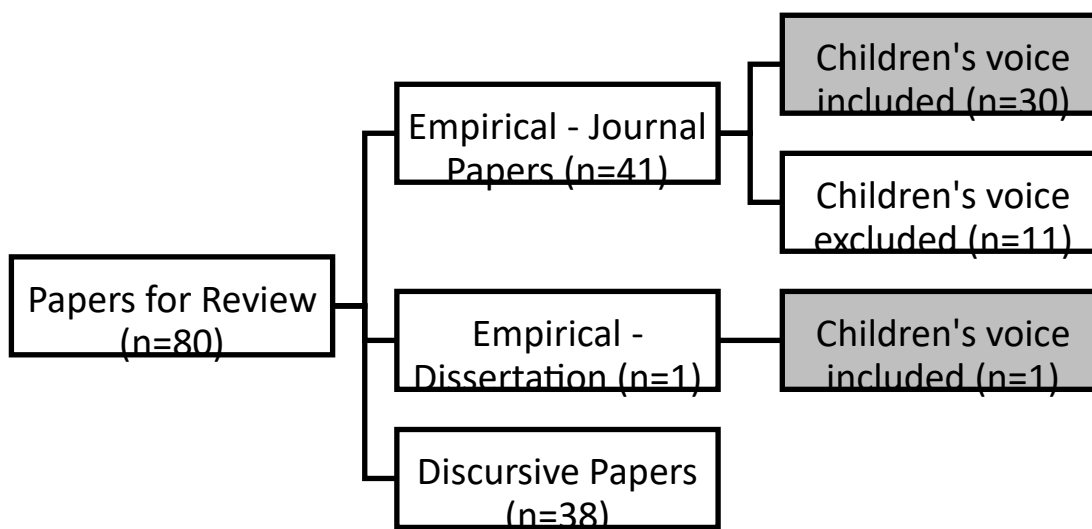 Papers for Review
(n=80)
Empirical - Journal
Papers (n=41)
Children's voice
included (n=30)
Children's voice
excluded (n=11)
Empirical -
Dissertation (n=1)
Children's voice
included (n=1)
Discursive Papers
(n=38)